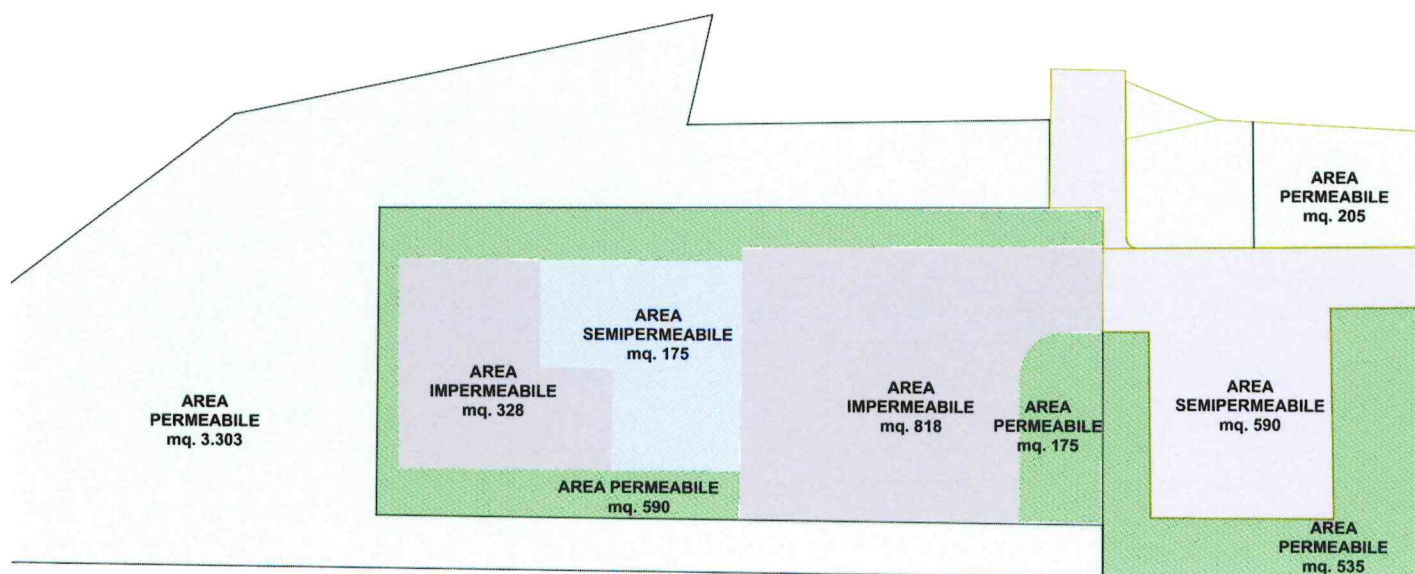 AREA
PERMEABILE
mq. 205
AREA
SEMIPERMEABILE
mq. 175
AREA
IMPERMEABILE
mq. 328
AREA
PERMEABILE
mq. 3.303
AREA
IMPERMEABILE
mq. 818
AREA
PERMEABILE
mq. 175
AREA
SEMIPERMEABILE
mq. 590
AREA PERMEABILE
mq. 590
AREA
PERMEABILE
mq. 535